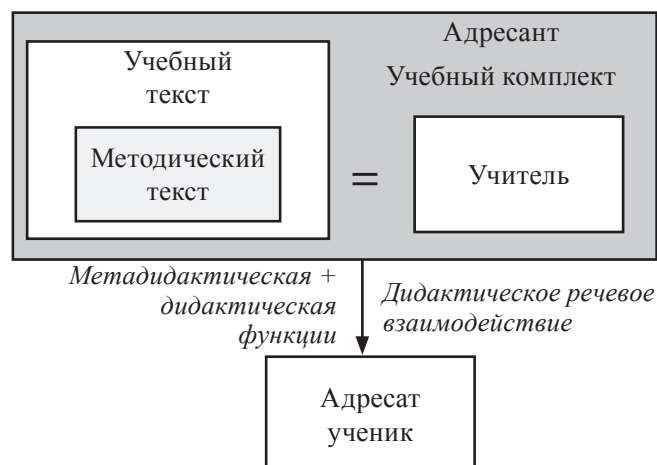 Адресант
Учебный комплект
Учебный
текст
Методический
текст
=
Учитель
Метадидактическая +
дидактическая
функции
Дидактическое речевое
взаимодействие
Адресат
ученик